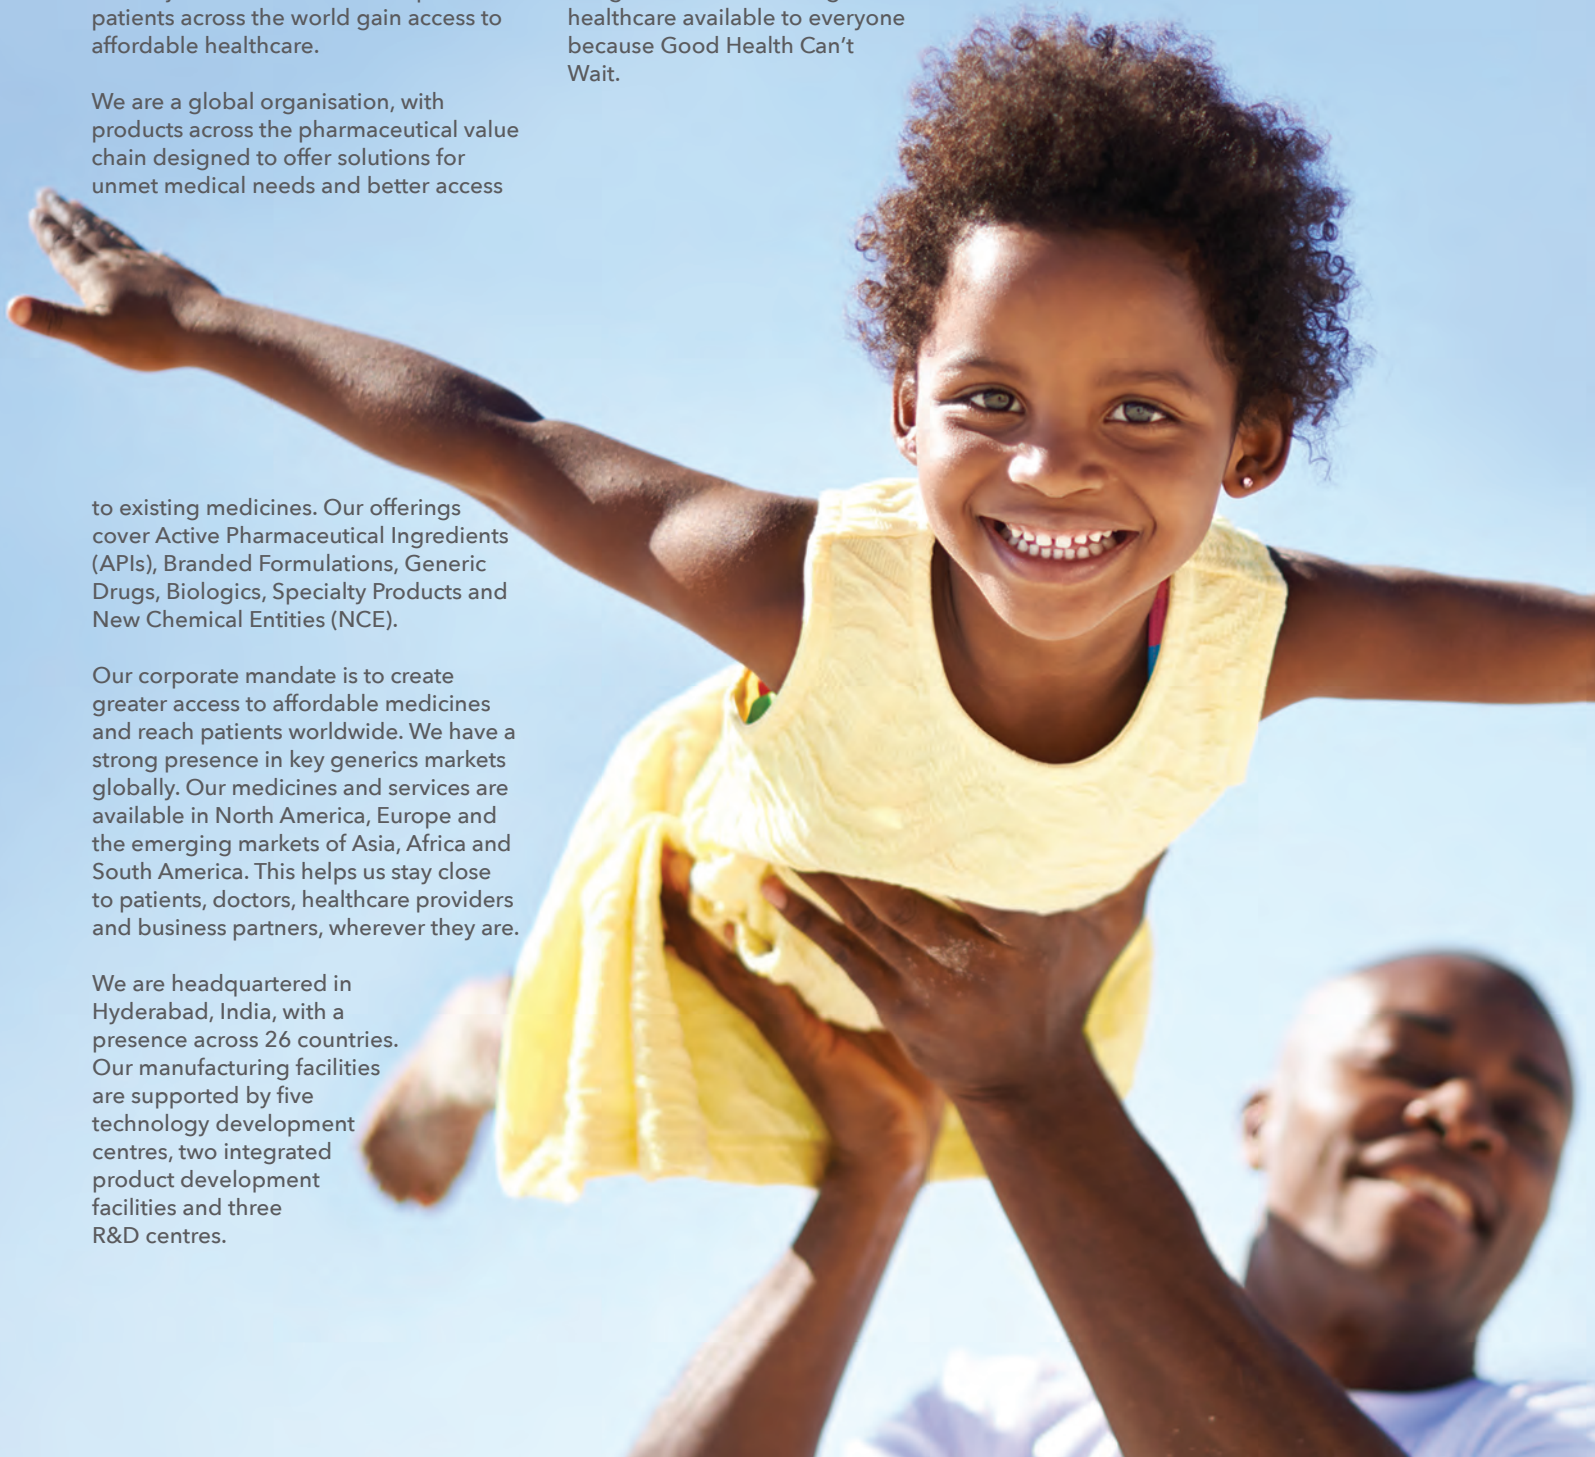 patients across the world gain access to
affordable healthcare.
We are a global organisation, with
products across the pharmaceutical value
chain designed to offer solutions for
unmet medical needs and better access
to existing medicines. Our offerings
cover Active Pharmaceutical Ingredients
(APIs), Branded Formulations, Generic
Drugs, Biologics, Specialty Products and
New Chemical Entities (NCE).
Our corporate mandate is to create
greater access to affordable medicines
and reach patients worldwide. We have a
strong presence in key generics markets
globally. Our medicines and services are
available in North America, Europe and
the emerging markets of Asia, Africa and
South America. This helps us stay close
to patients, doctors, healthcare providers
and business partners, wherever they are.
We are headquartered in
Hyderabad, India, with a
presence across 26 countries.
Our manufacturing facilities
are supported by five
technology development
centres, two integrated
product development
facilities and three
R&D centres.
healthcare available to everyone
because Good Health Can't
Wait.